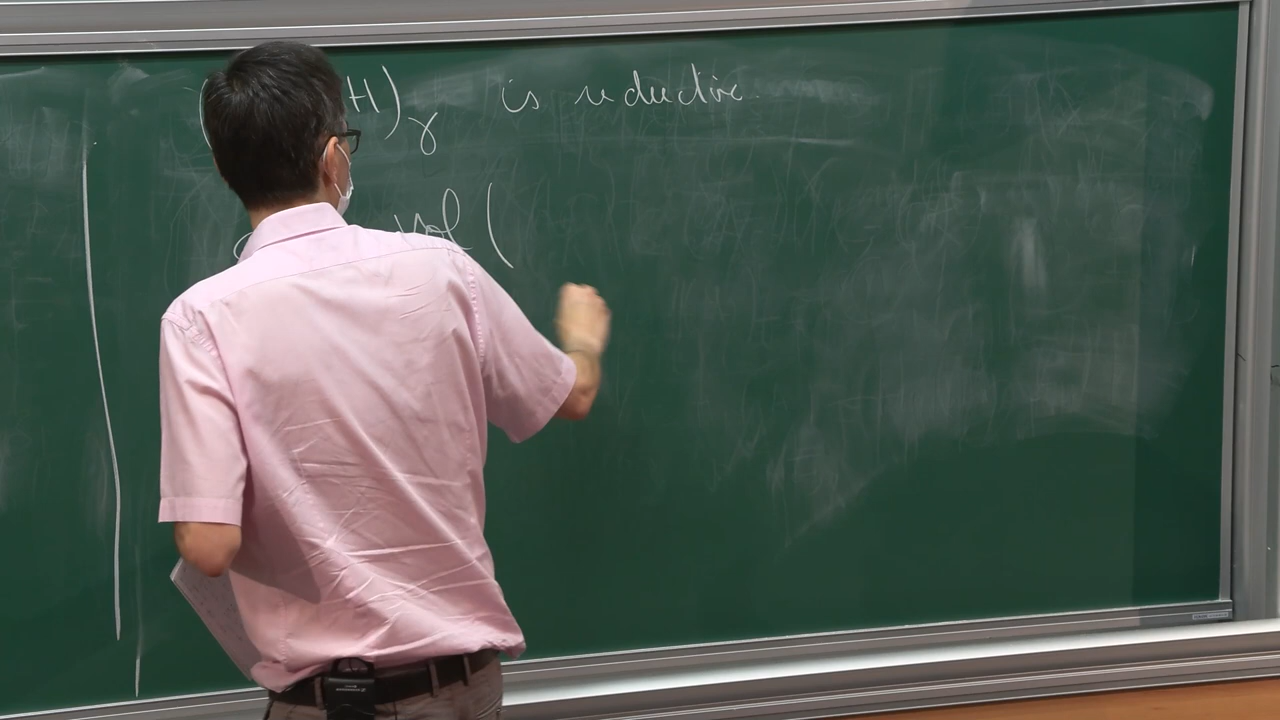 ( H)γ is reductive.
vol (